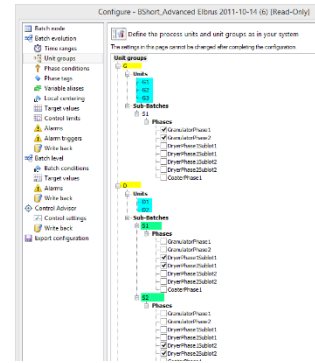 Configure - BShort_Advanced Elbrus 2011-10-14 (6) [Read-Only]
Batch node
Batch evolution
Time ranges
Unit groups
Phase conditions
Phase tags
Variable aliases
Local centering
Target values
Control limits
Alarms
Alarm triggers
Write back
Batch level
Batch conditions
Target values
Alarms
Write back
Control Advisor
Control settings
Write back
Export configuration
Define the process units and unit groups as in your system
The settings in the page cannot be changed after completing the configuration.
Unit groups
G
Units
G1
G2
G3
Sub-Batches
S1
Phases
GranulatorPhase1
GranulatorPhase2
DryerPhase1Sublot1
DryerPhase2Sublot1
DryerPhase1Sublot2
DryerPhase2Sublot2
CoaterPhase1
D
Units
D1
D2
Sub-Batches
S1
Phases
GranulatorPhase1
GranulatorPhase2
DryerPhase1Sublot1
DryerPhase2Sublot1
DryerPhase1Sublot2
DryerPhase2Sublot2
CoaterPhase1
S2
Phases
GranulatorPhase1
GranulatorPhase2
DryerPhase1Sublot1
DryerPhase2Sublot1
DryerPhase1Sublot2
DryerPhase2Sublot2
CoaterPhase1